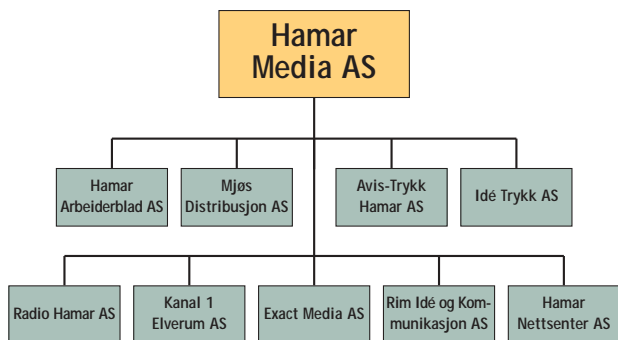 Hamar
Media AS
Hamar
Arbeiderblad AS
Mjøs
Distribusjon AS
Avis-Trykk
Hamar AS
Idé Trykk AS
Radio Hamar AS
Kanal 1
Elverum AS
Exact Media AS
Rim Idé og Kom-
munikasjon AS
Hamar
Nettsenter AS